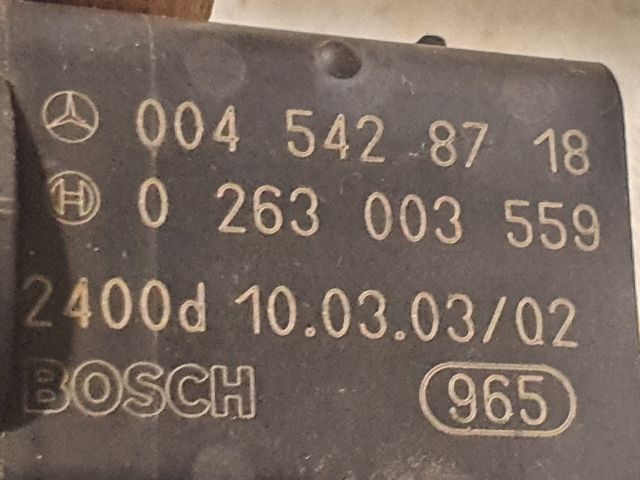 004 542 87 18
0 263 003 559
2400d 10.03.03/02
BOSCH 965